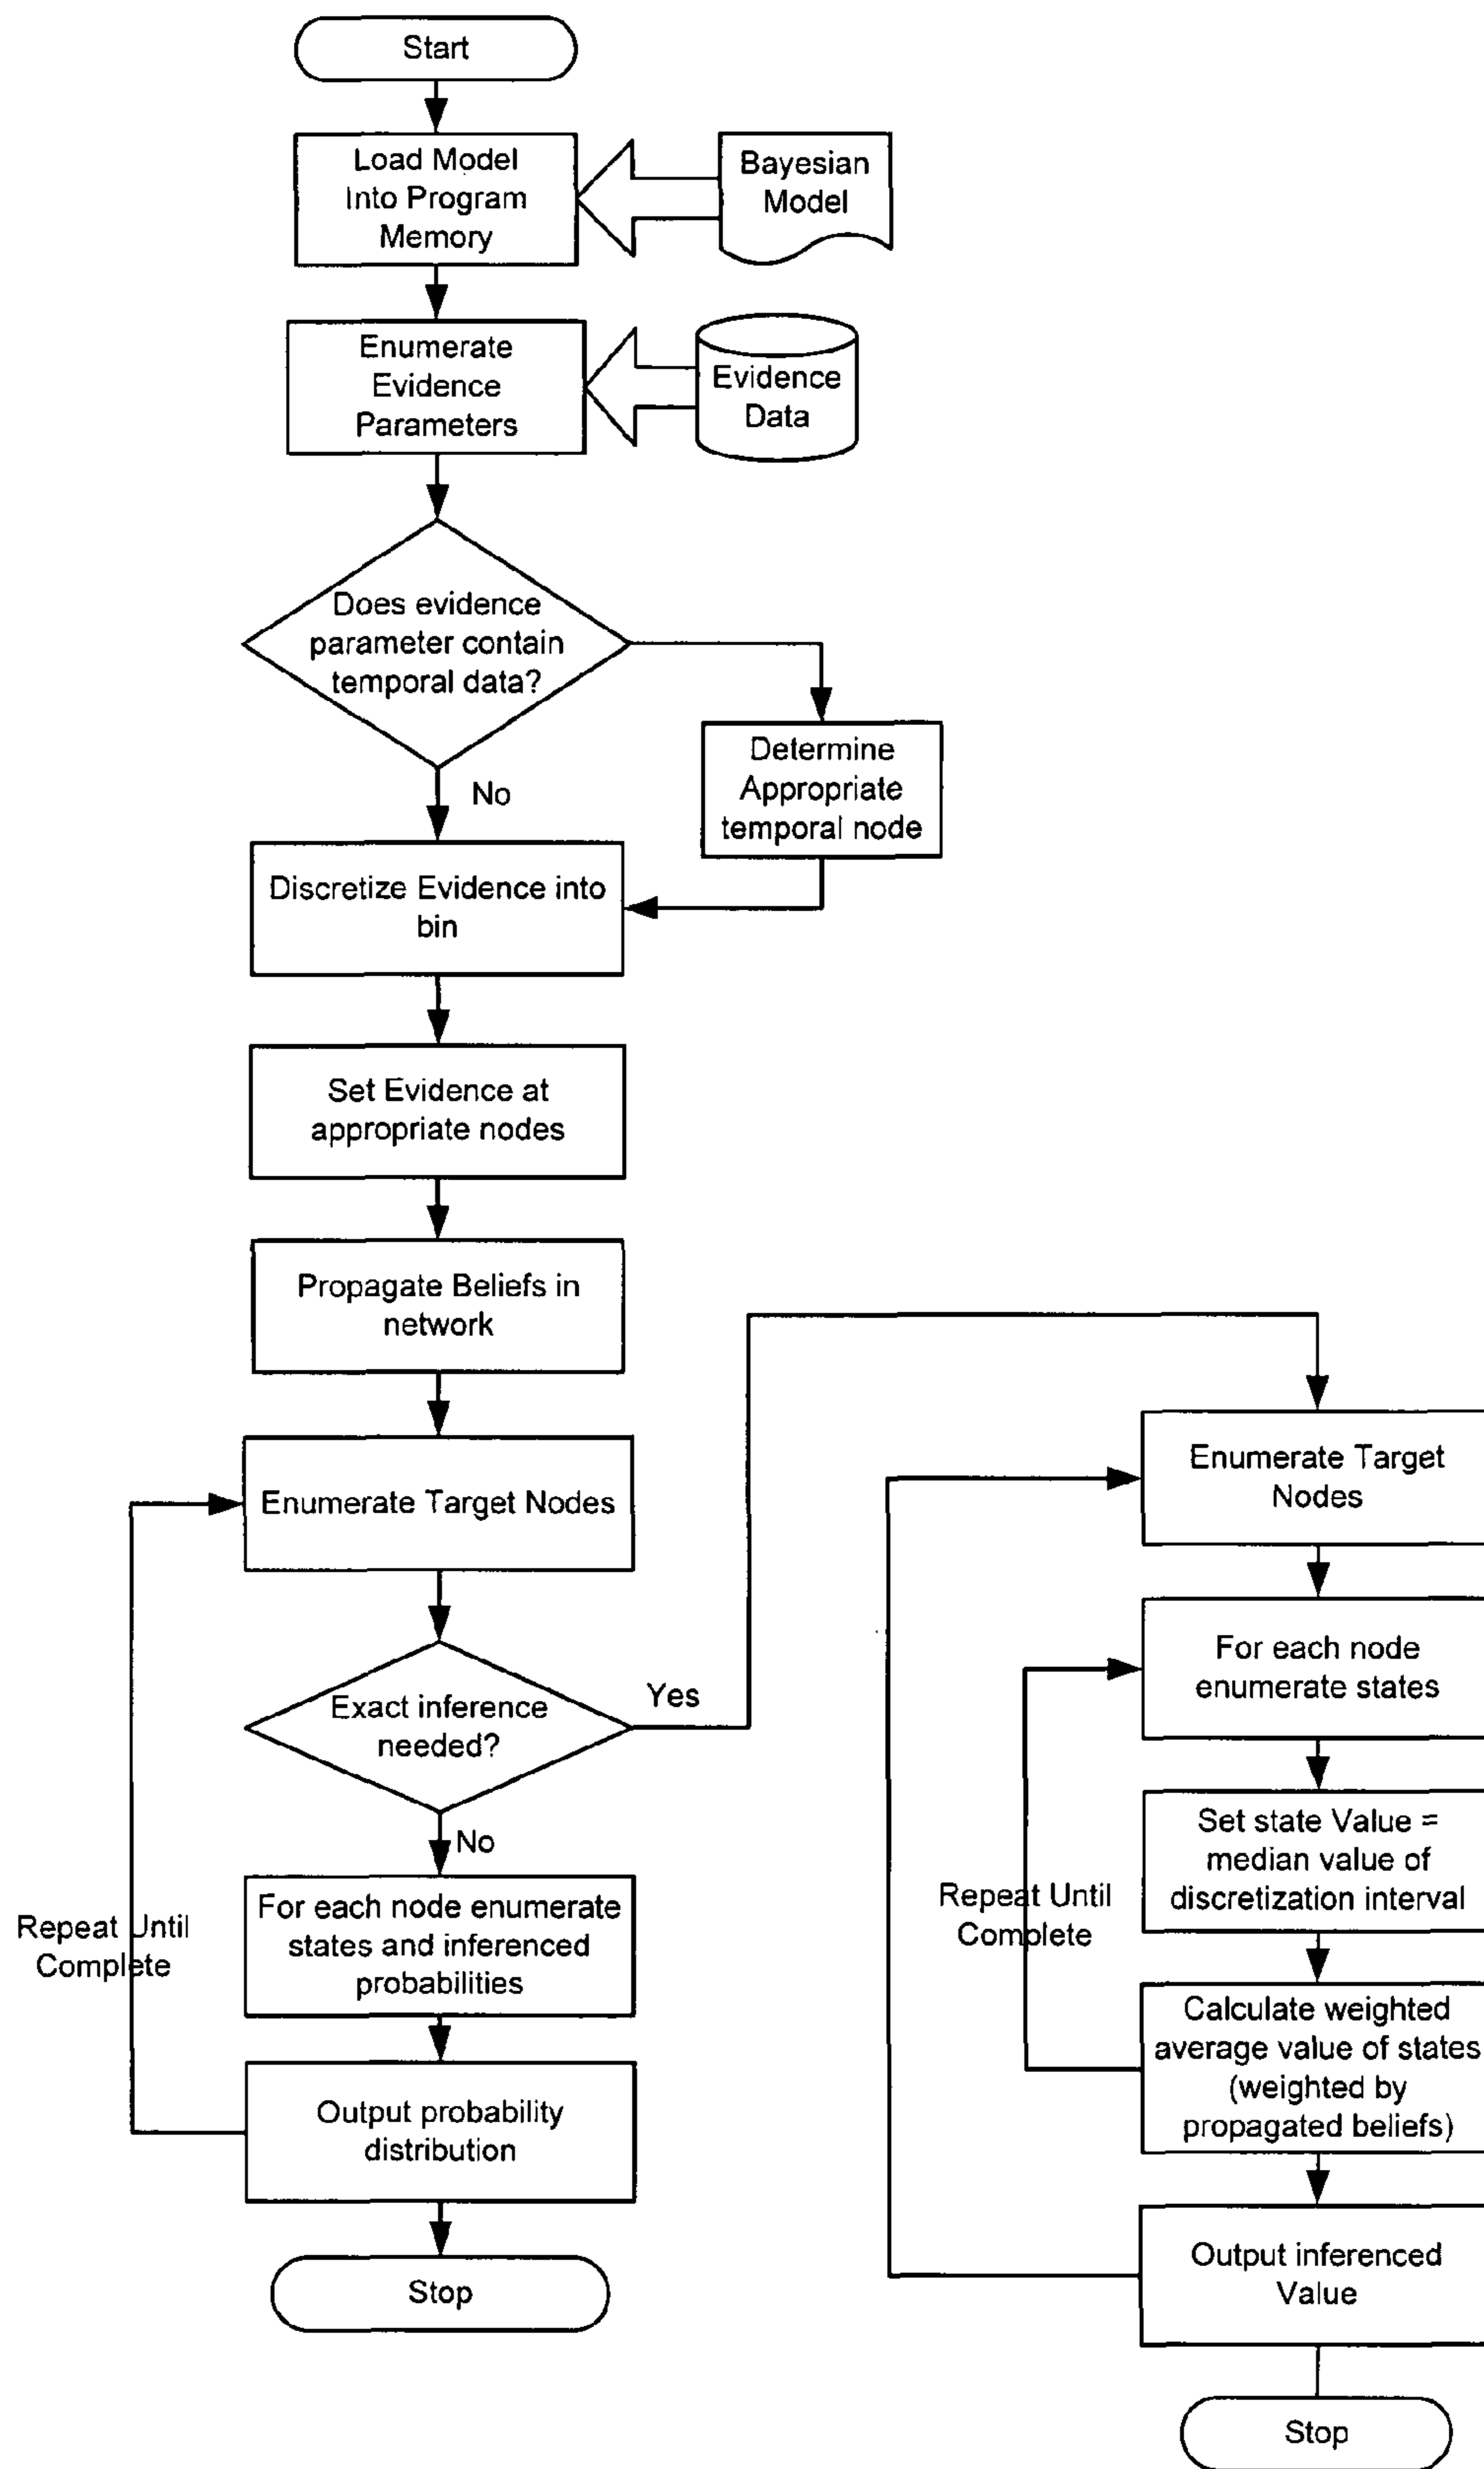 Start
Load Model
Into Program
Memory
Bayesian
Model
Enumerate
Evidence
Parameters
Evidence
Data
Does evidence
parameter contain
temporal data?
Determine
Appropriate
temporal node
No
Discretize Evidence into
bin
Set Evidence at
appropriate nodes
Propagate Beliefs in
network
Enumerate Target Nodes
Exact inference
needed?
Yes
No
For each node enumerate
states and inferenced
probabilities
Repeat Until
Complete
Output probability
distribution
Stop
Enumerate Target
Nodes
For each node
enumerate states
Set state Value =
median value of
discretization interval
Repeat Until
Complete
Calculate weighted
average value of states
(weighted by
propagated beliefs)
Output inferenced
Value
Stop